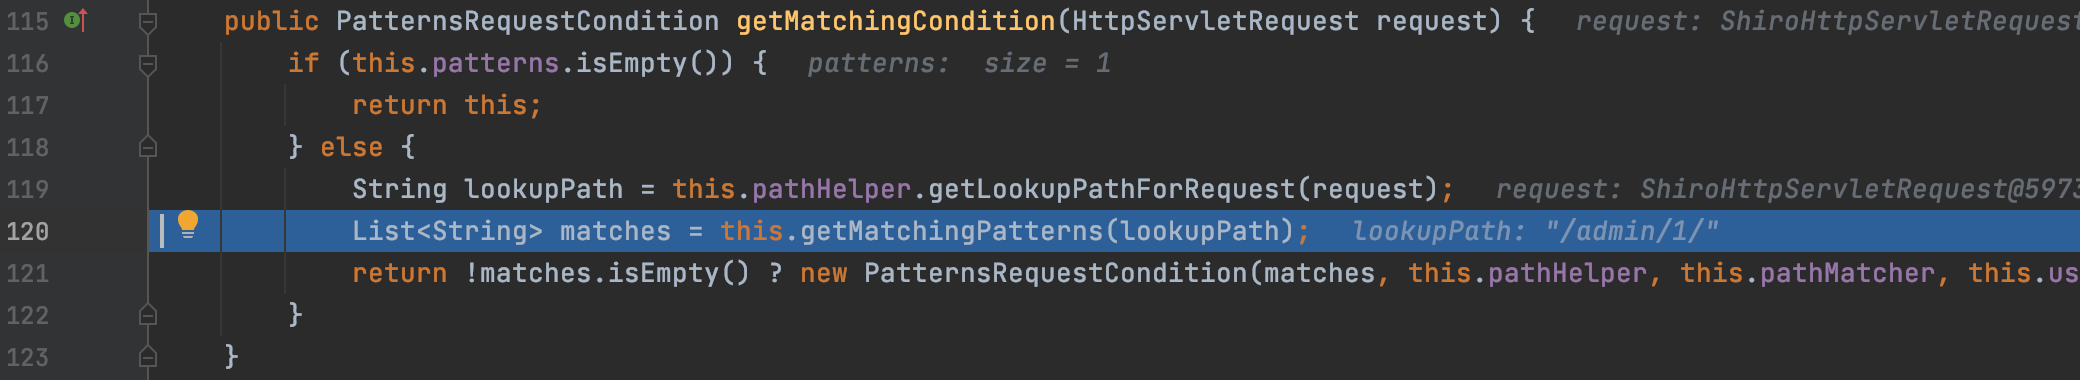 115 public PatternsRequestCondition getMatchingCondition(HttpServletRequest request) { request: ShiroHttpServletRequest
116 if (this.patterns.isEmpty()) { patterns: size = 1
117 return this;
118 } else {
119 String lookupPath = this.pathHelper.getLookupPathForRequest(request); request: ShiroHttpServletRequest@5973
120 List<String> matches = this.getMatchingPatterns(lookupPath); lookupPath: "/admin/1/"
121 return !matches.isEmpty() ? new PatternsRequestCondition(matches, this.pathHelper, this.pathMatcher, this.us
122 }
123 }